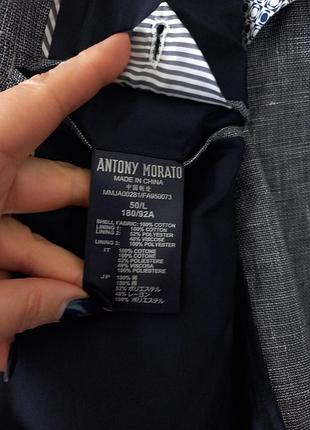 ANTONY MORATO
MADE IN CHINA
中国制造
MMJA00281/FA950073
50/L
180/92A
SHELL FABRIC: 100% COTTON
LINING 1: 100% COTTON
LINING 2: 52% POLYESTER
48% VISCOSE
LINING 3: 100% POLYESTER
IT 100% COTONE
100% COTONE
52% POLIESTERE
48% VISCOSA
100% POLIESTERE
JP 100% 綿
100% 綿
52% ポリエステル
48% レーヨン
100% ポリエステル